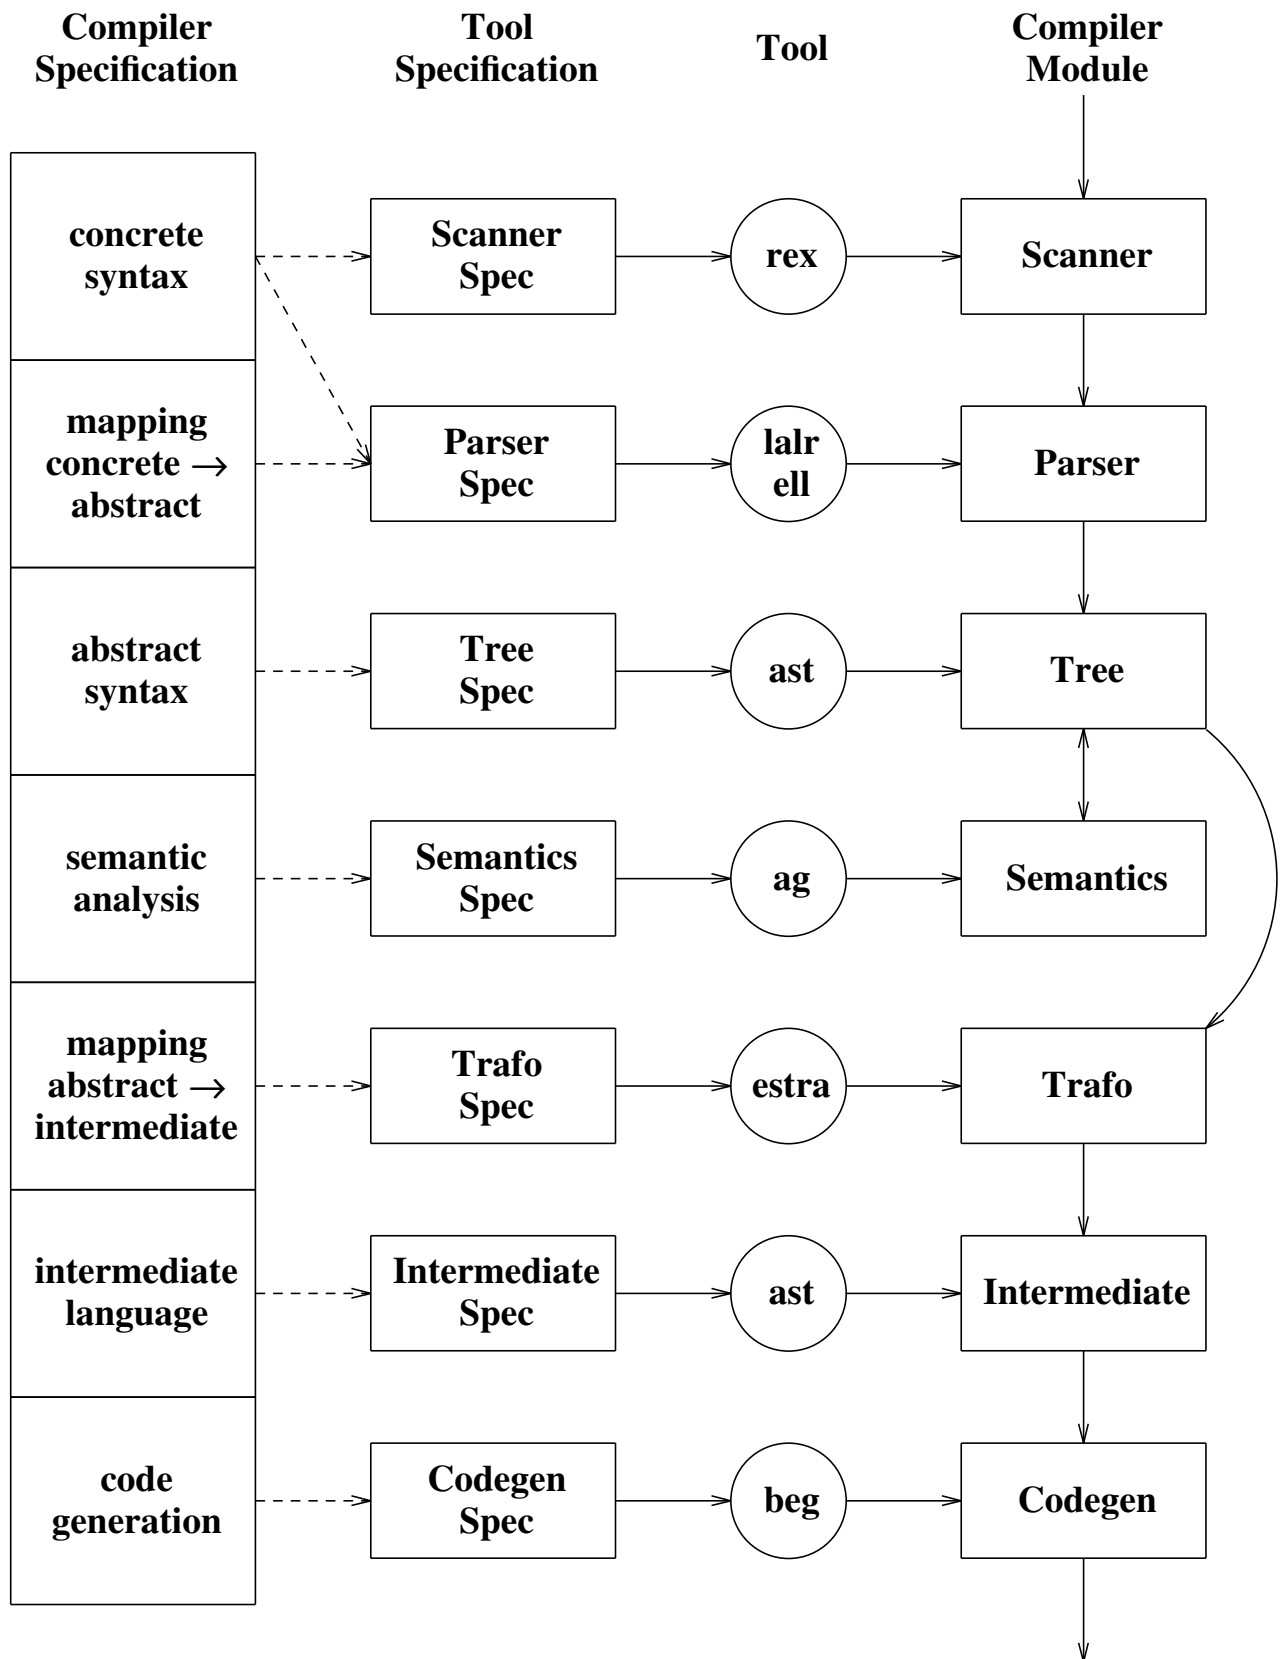 Compiler
Specification
Tool
Specification
Tool
Compiler
Module
concrete
syntax
Scanner
Spec
rex
Scanner
mapping
concrete →
abstract
Parser
Spec
lalr
ell
Parser
abstract
syntax
Tree
Spec
ast
Tree
semantic
analysis
Semantics
Spec
ag
Semantics
mapping
abstract →
intermediate
Trafo
Spec
estra
Trafo
intermediate
language
Intermediate
Spec
ast
Intermediate
code
generation
Codegen
Spec
beg
Codegen